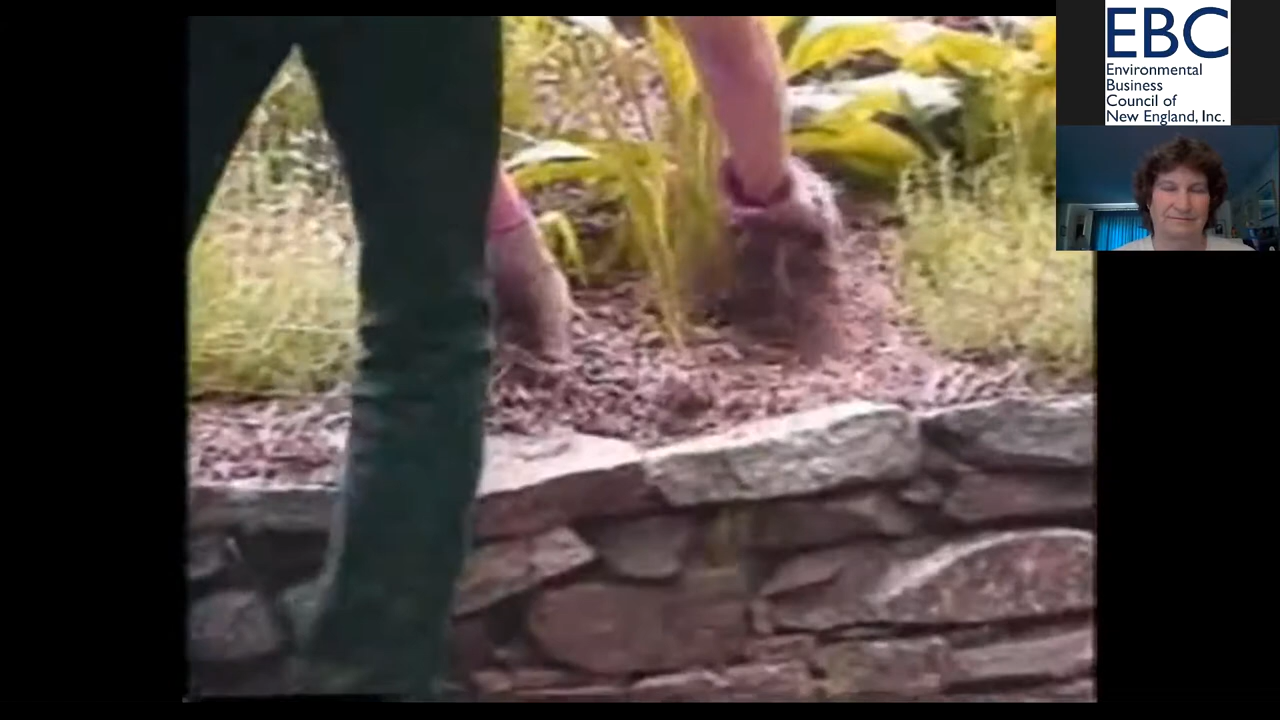 EBC
Environmental
Business
Council of
New England, Inc.